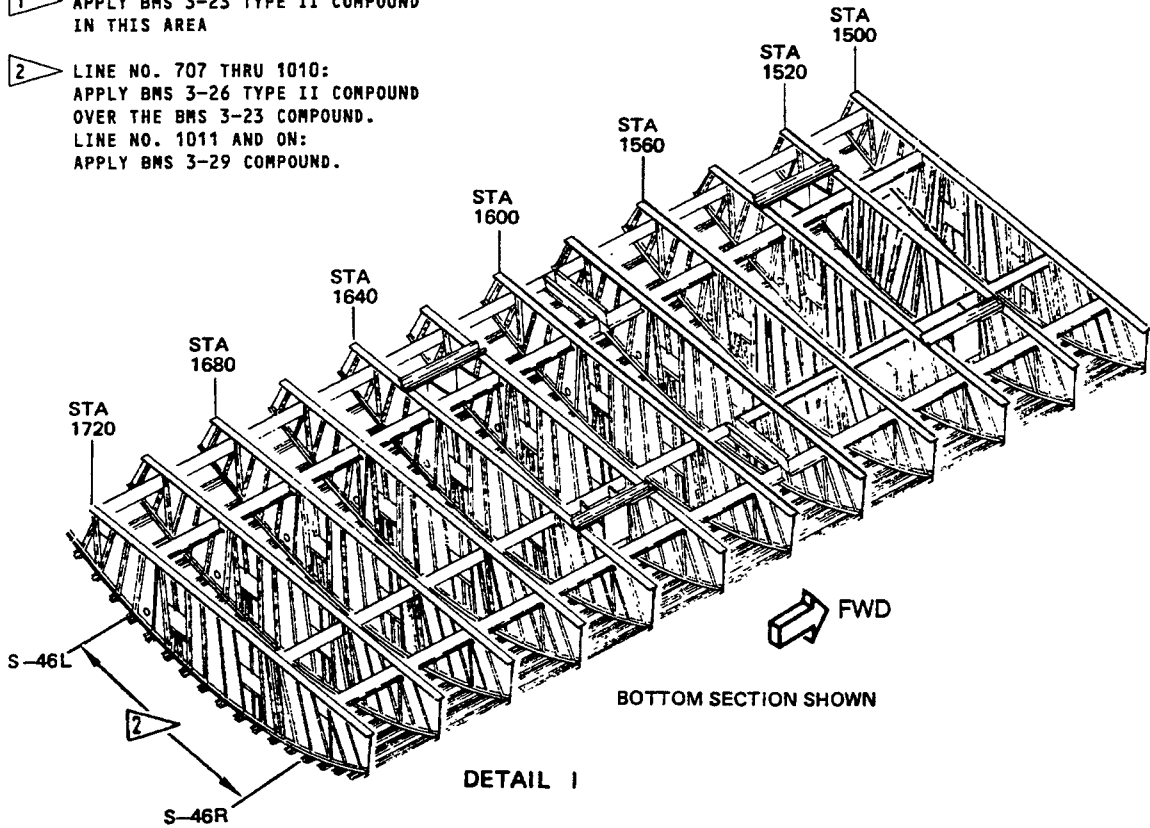 1 APPLY BMS 3-23 TYPE II COMPOUND
IN THIS AREA
2 LINE NO. 707 THRU 1010:
APPLY BMS 3-26 TYPE II COMPOUND
OVER THE BMS 3-23 COMPOUND.
LINE NO. 1011 AND ON:
APPLY BMS 3-29 COMPOUND.
STA
1500
STA
1520
STA
1560
STA
1600
STA
1640
STA
1680
STA
1720
FWD
S-46L
2
BOTTOM SECTION SHOWN
DETAIL I
S-46R